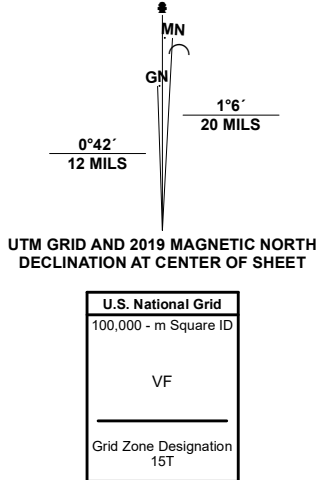 MN
GN
1°6´
20 MILS
0°42´
12 MILS
UTM GRID AND 2019 MAGNETIC NORTH
DECLINATION AT CENTER OF SHEET
U.S. National Grid
100,000 - m Square ID
VF
Grid Zone Designation
15T